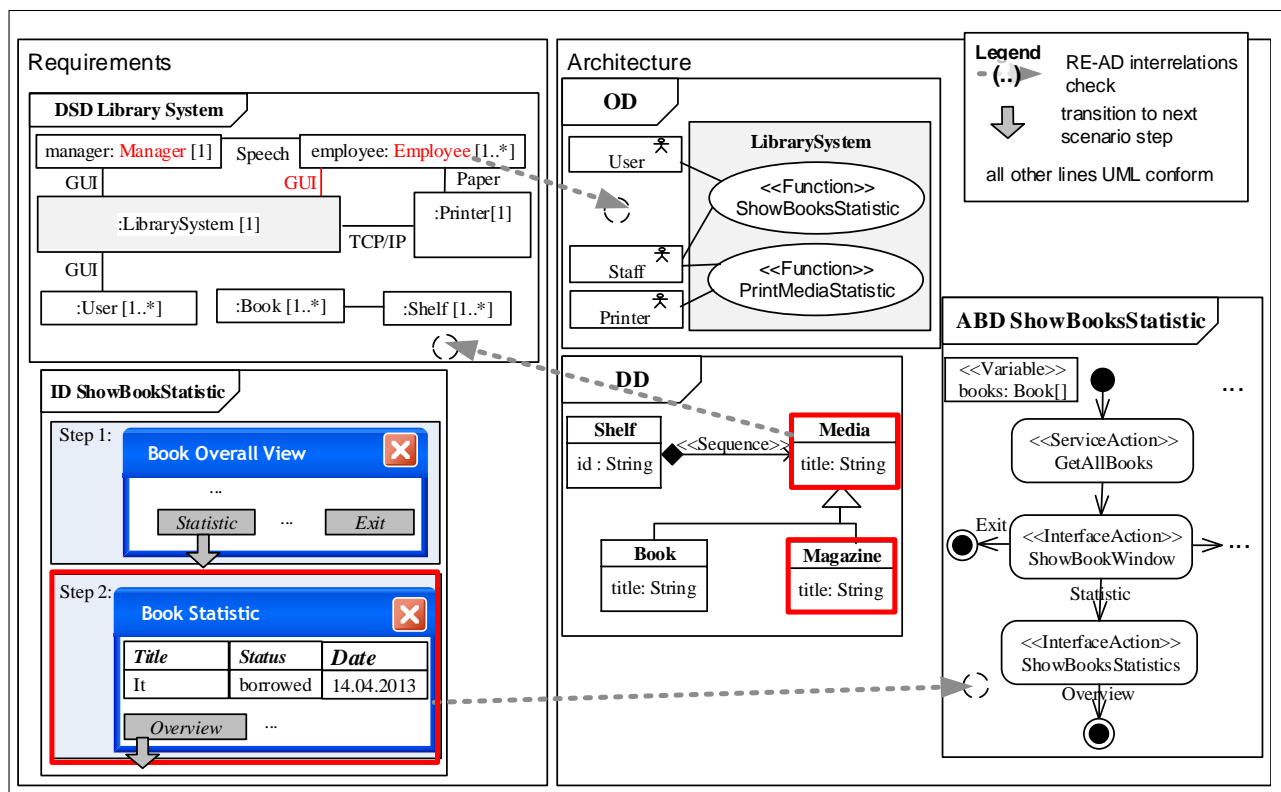 Requirements
DSD Library System
manager: Manager [1]
Speech
employee: Employee [1..*]
GUI
GUI
Paper
:LibrarySystem [1]
TCP/IP
:Printer[1]
GUI
:User [1..*]
:Book [1..*]
:Shelf [1..*]
ID ShowBookStatistic
Step 1:
Book Overall View
...
Statistic
...
Exit
Step 2:
Book Statistic
Title Status Date
It borrowed 14.04.2013
Overview
...
Architecture
OD
User
Staff
Printer
LibrarySystem
<<Function>>
ShowBooksStatistic
<<Function>>
PrintMediaStatistic
DD
Shelf
id : String
<<Sequence>>
Media
title: String
Book
title: String
Magazine
title: String
Legend
(..)
RE-AD interrelations
check
transition to next
scenario step
all other lines UML conform
ABD ShowBooksStatistic
<<Variable>>
books: Book[]
...
<<ServiceAction>>
GetAllBooks
Exit
<<InterfaceAction>>
ShowBookWindow
...
Statistic
<<InterfaceAction>>
ShowBooksStatistics
Overview